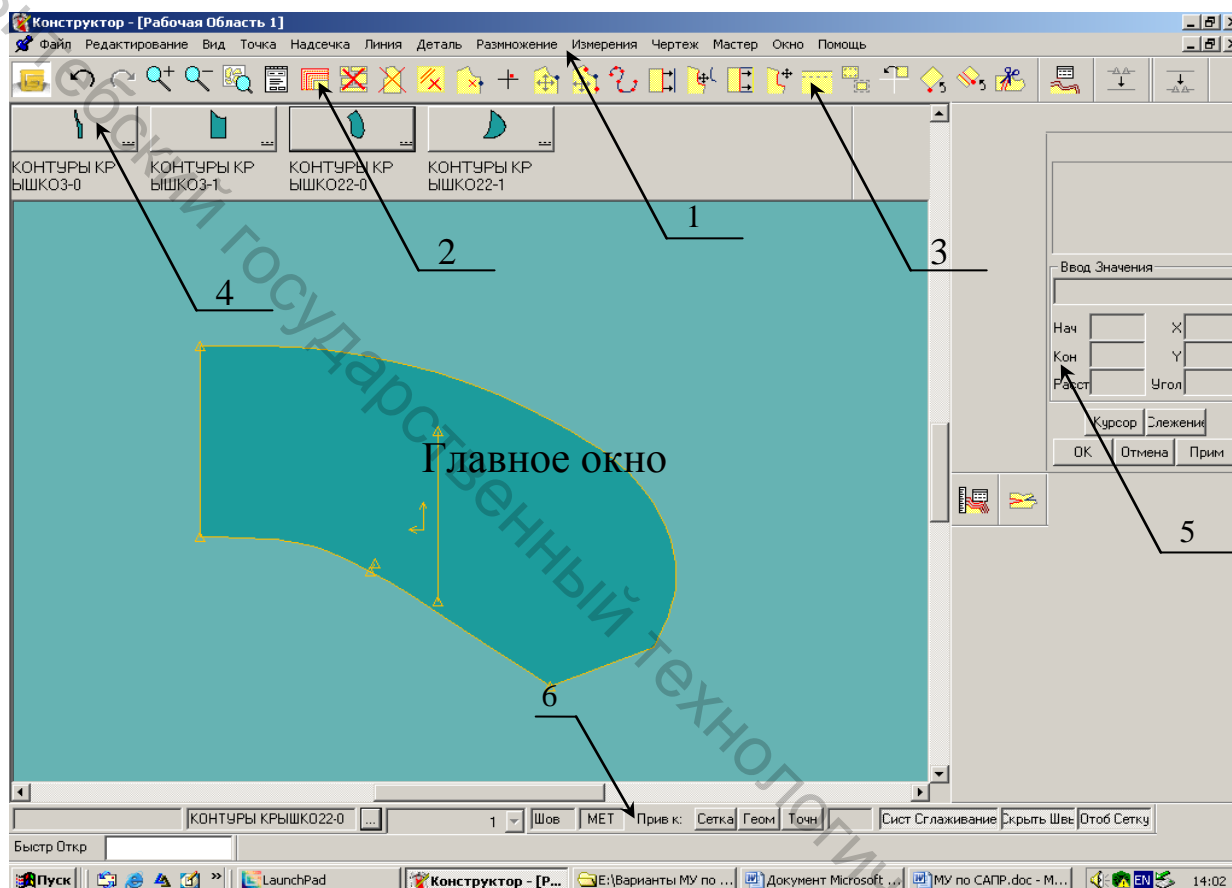 Конструктор - [Рабочая Область 1]
Файл Редактирование Вид Точка Надсечка Линия Деталь Размножение Измерения Чертеж Мастер Окно Помощь
КОНТУРЫ КР
ЫШКО3-0
КОНТУРЫ КР
ЫШКО3-1
КОНТУРЫ КР
ЫШКО22-0
КОНТУРЫ КР
ЫШКО22-1
1
2
3
4
Ввод Значения
Нач X
Кон Y
Расст Угол
Курсор Слежение
OK Отмена Прим
5
Главное окно
6
КОНТУРЫ КРЫШКО22-0 ... 1 Шов МЕТ Прив к: Сетка Геом Точн Сист Сглаживание Скрыть Шве Отоб Сетку
Быстр Откр
Пуск » LaunchPad Конструктор - [Р... E:\Варианты МУ по ... Документ Microsoft ... МУ по САПР.doc - M... EN 14:02
государственный технологи